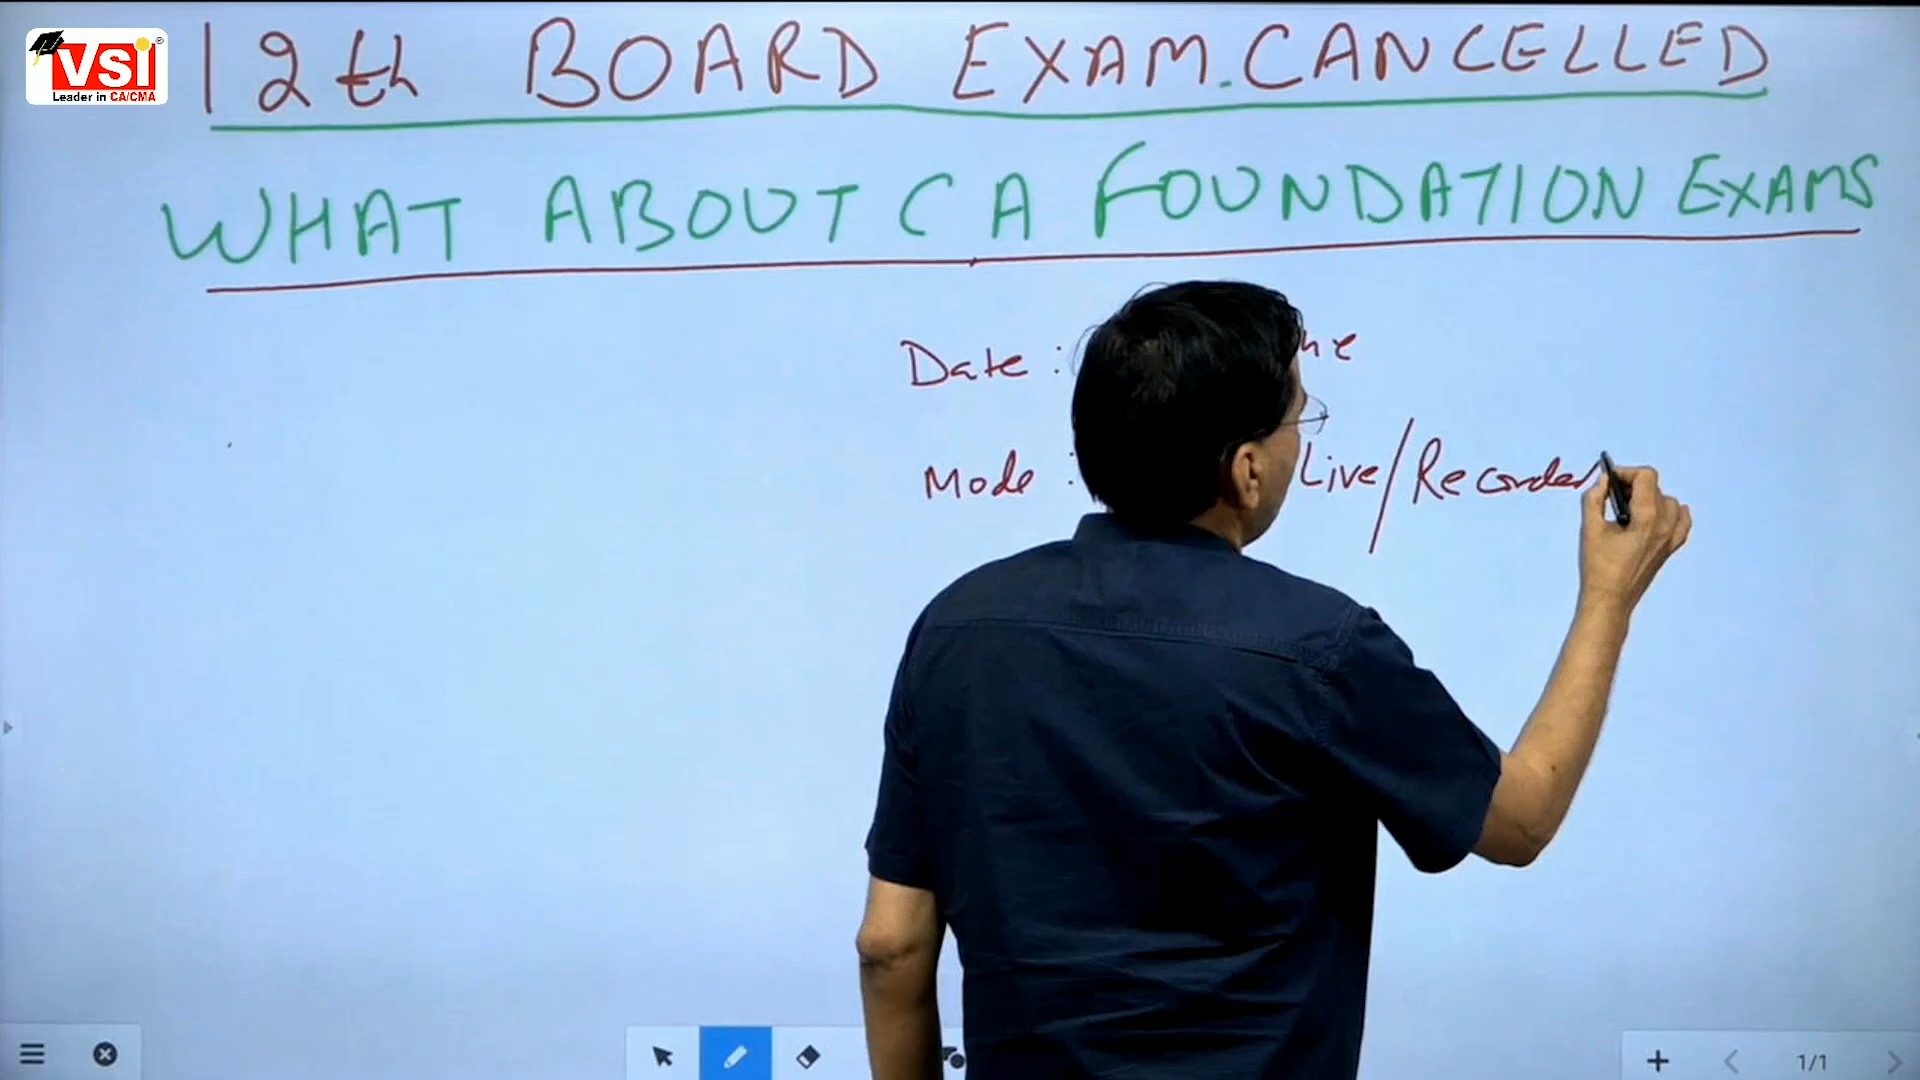 vsi®
Leader in CA/CMA
12th BOARD EXAM.CANCELLED
WHAT ABOUT CA FOUNDATION EXAMS
Date :
Mode : Live/Recorded
1/1